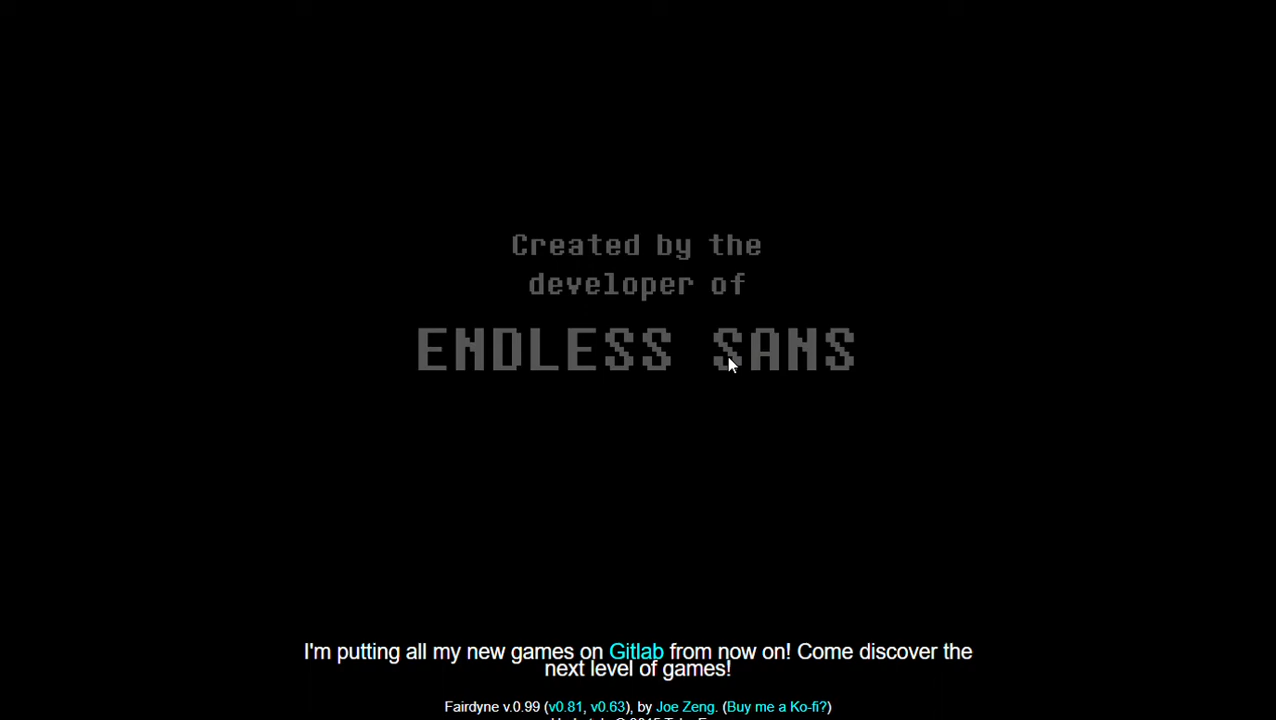 Created by the
developer of
ENDLESS SANS
I'm putting all my new games on Gitlab from now on! Come discover the
next level of games!
Fairdyne v.0.99 (v0.81, v0.63), by Joe Zeng. (Buy me a Ko-fi?)